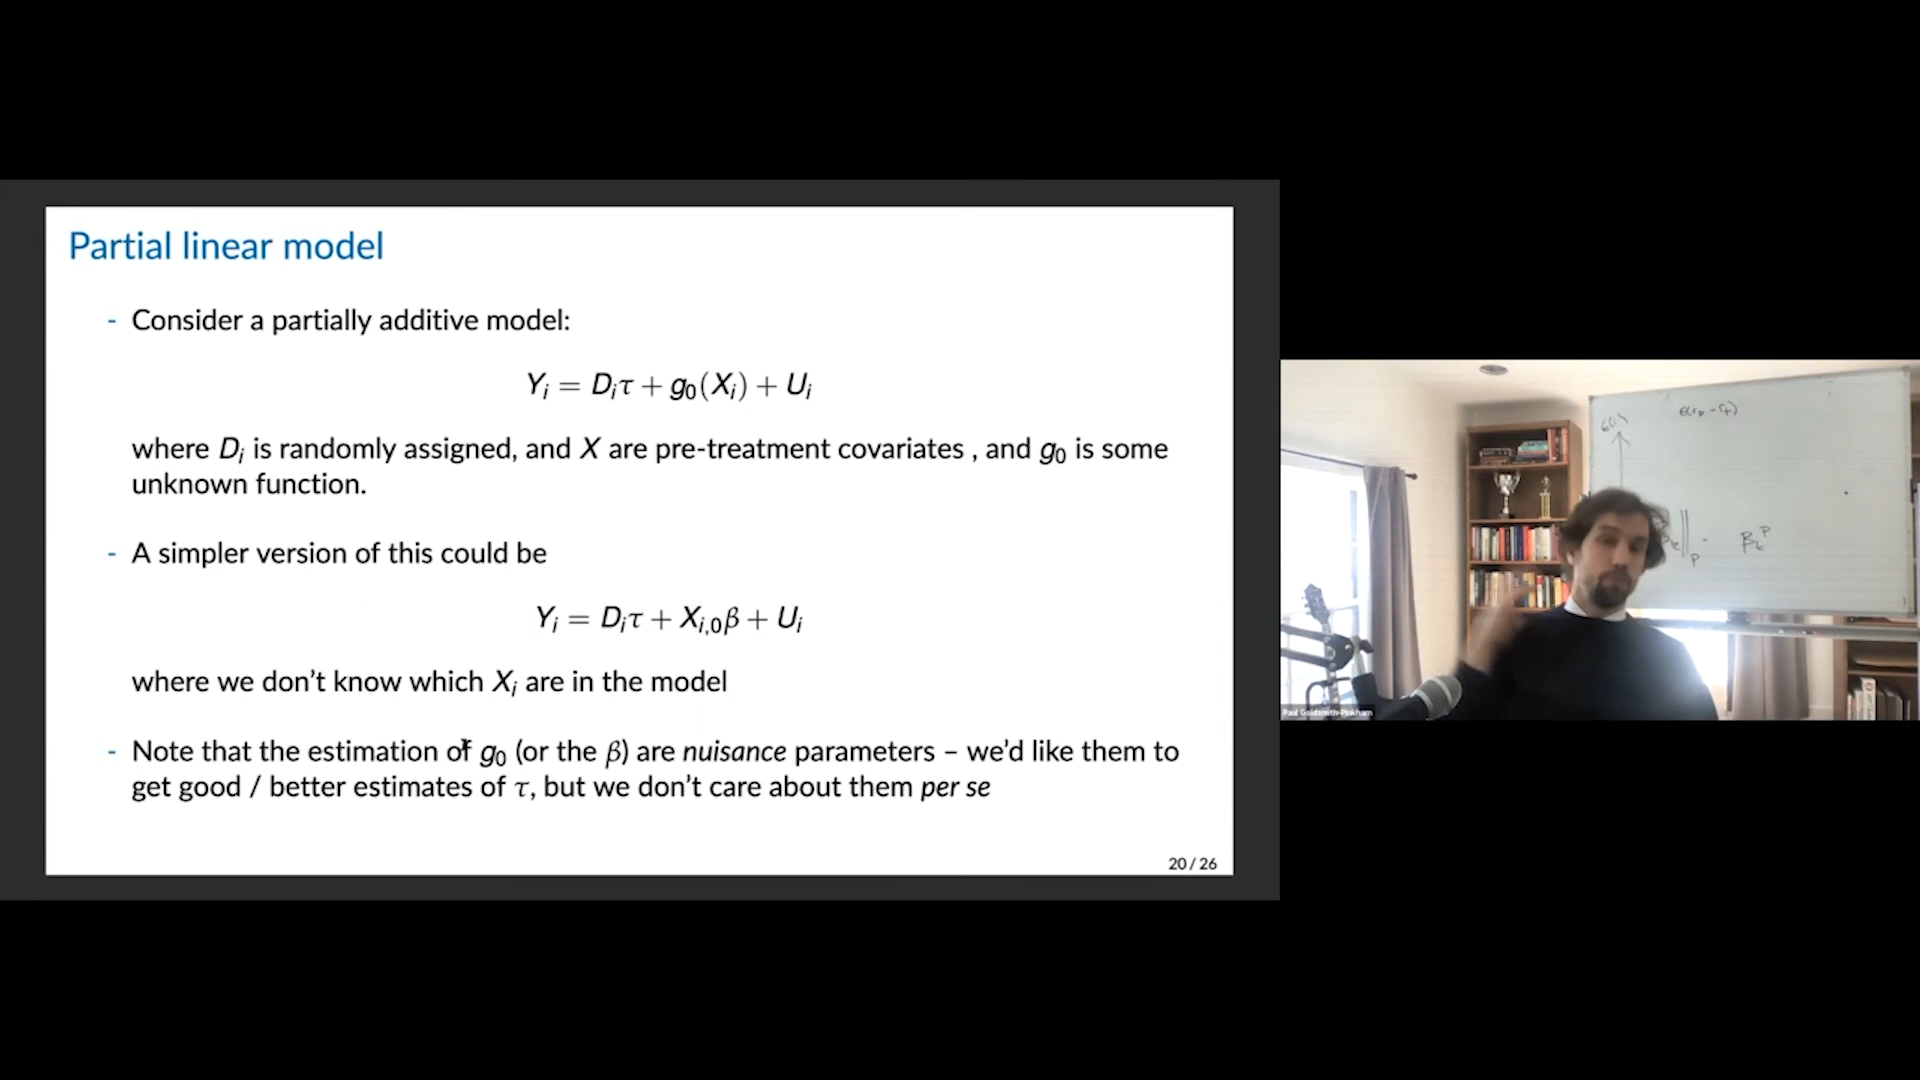 Partial linear model
- Consider a partially additive model:
Yᵢ = Dᵢτ + g₀(Xᵢ) + Uᵢ
where Dᵢ is randomly assigned, and X are pre-treatment covariates , and g₀ is some
unknown function.
- A simpler version of this could be
Yᵢ = Dᵢτ + Xᵢ,₀β + Uᵢ
where we don't know which Xᵢ are in the model
- Note that the estimation of g₀ (or the β) are nuisance parameters – we'd like them to
get good / better estimates of τ, but we don't care about them per se
20 / 26
Paul Goldsmith-Pinkham